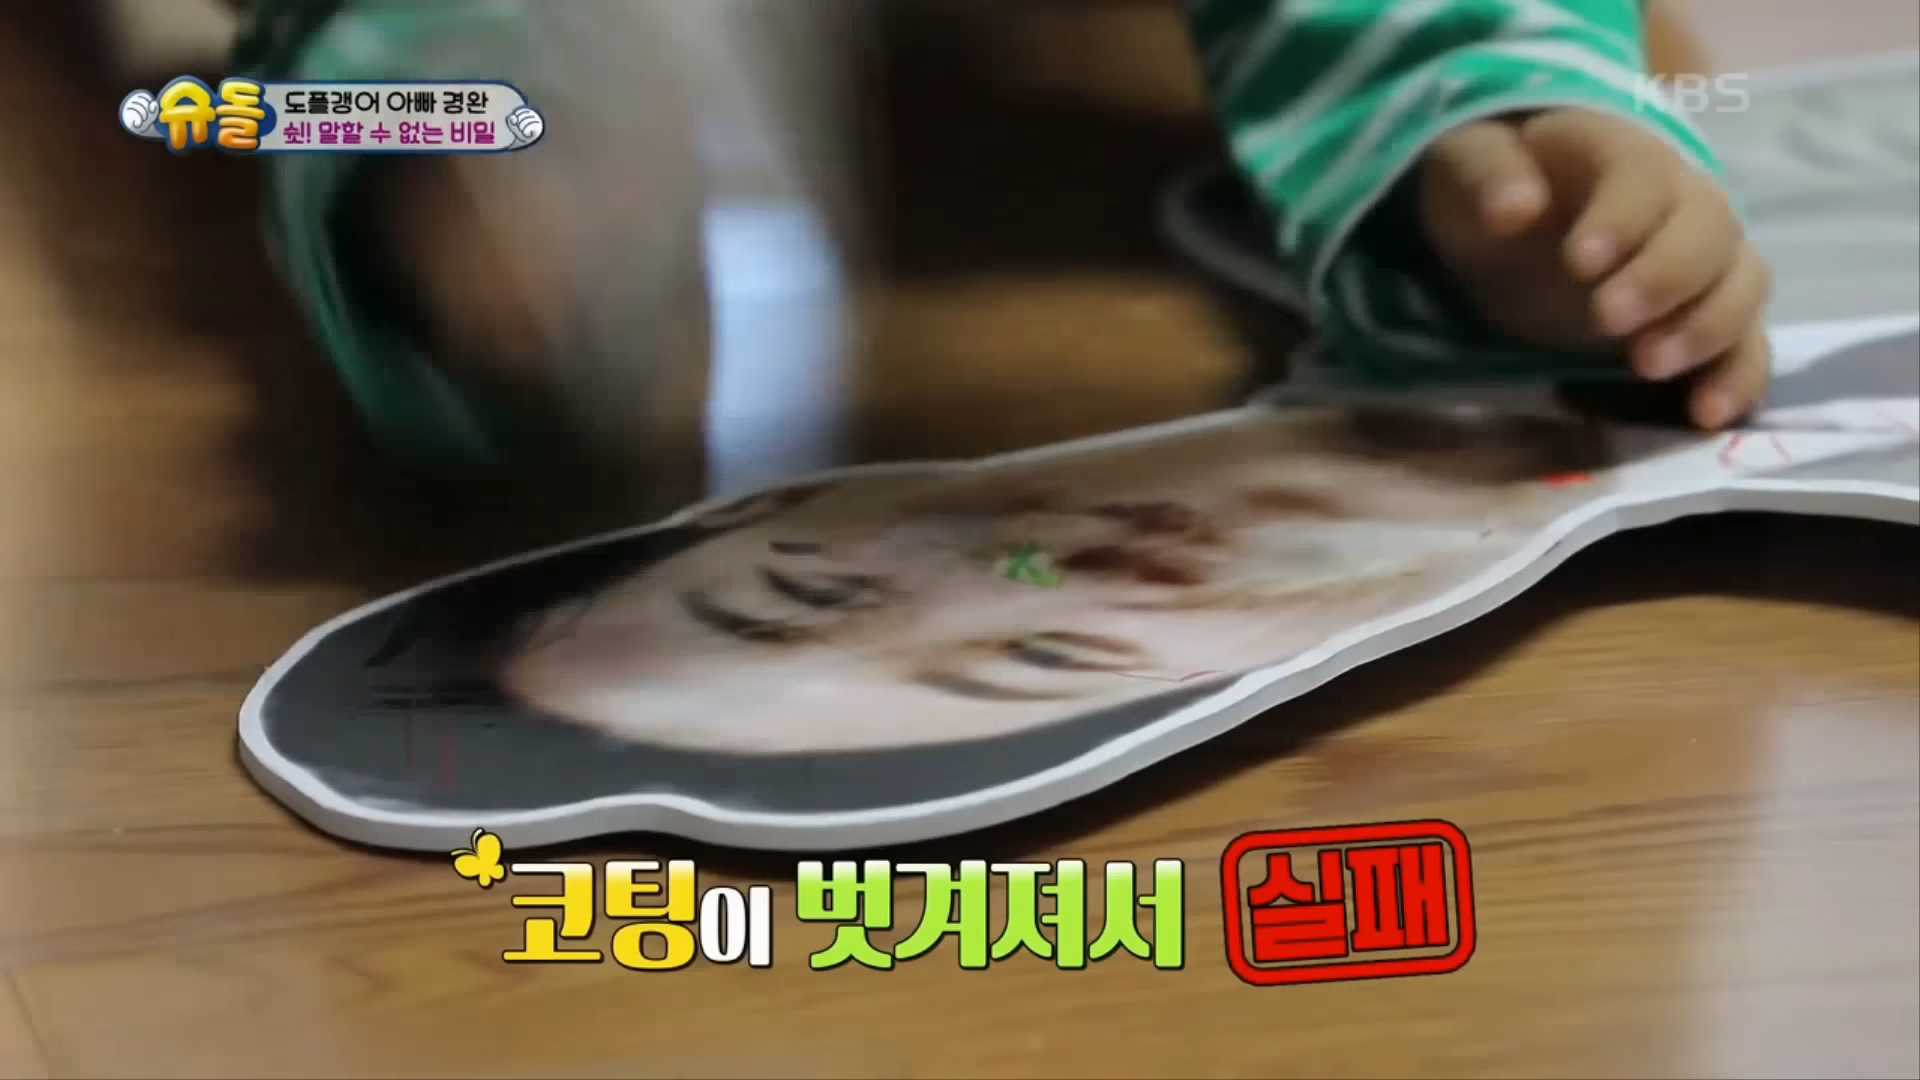 슈돌
도플갱어 아빠 경완
쉿! 말할 수 없는 비밀
KBS
코팅이 벗겨져서 실패